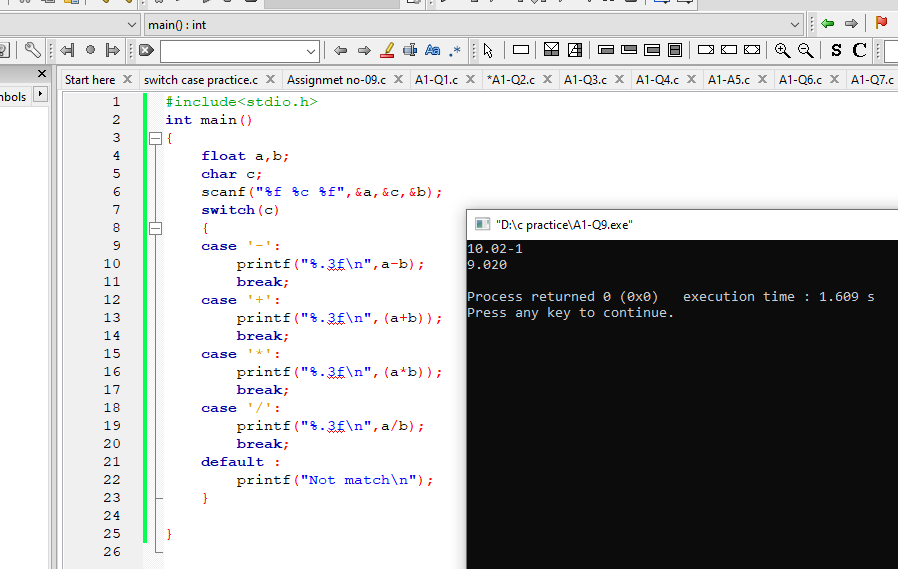 main() : int
Aa .*
S C
mbols
Start here switch case practice.c Assignmet no-09.c A1-Q1.c *A1-Q2.c A1-Q3.c A1-Q4.c A1-A5.c A1-Q6.c A1-Q7.c
1 #include<stdio.h>
2 int main()
3 {
4 float a,b;
5 char c;
6 scanf("%f %c %f",&a,&c,&b);
7 switch(c)
8 {
9 case '-':
10 printf("%.3f\n",a-b);
11 break;
12 case '+':
13 printf("%.3f\n",(a+b));
14 break;
15 case '*':
16 printf("%.3f\n",(a*b));
17 break;
18 case '/':
19 printf("%.3f\n",a/b);
20 break;
21 default :
22 printf("Not match\n");
23 }
24
25 }
26
"D:\c practice\A1-Q9.exe"
10.02-1
9.020
Process returned 0 (0x0) execution time : 1.609 s
Press any key to continue.